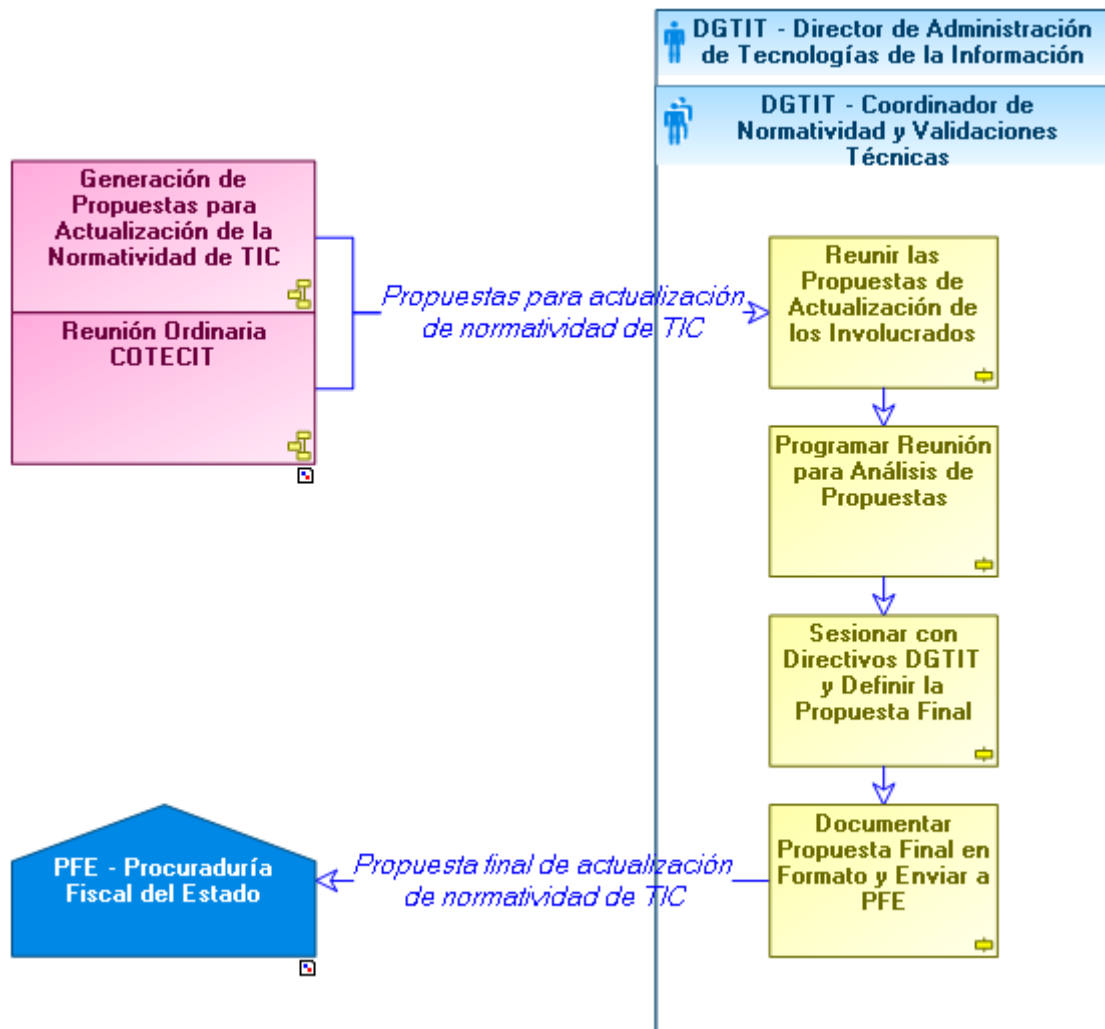 DGTIT - Director de Administración
de Tecnologías de la Información
DGTIT - Coordinador de
Normatividad y Validaciones
Técnicas
Generación de
Propuestas para
Actualización de la
Normatividad de TIC
Reunión Ordinaria
COTECIT
Propuestas para actualización
de normatividad de TIC
Reunir las
Propuestas de
Actualización de
los Involucrados
Programar Reunión
para Análisis de
Propuestas
Sesionar con
Directivos DGTIT
y Definir la
Propuesta Final
Documentar
Propuesta Final en
Formato y Enviar a
PFE
Propuesta final de actualización
de normatividad de TIC
PFE - Procuraduría
Fiscal del Estado